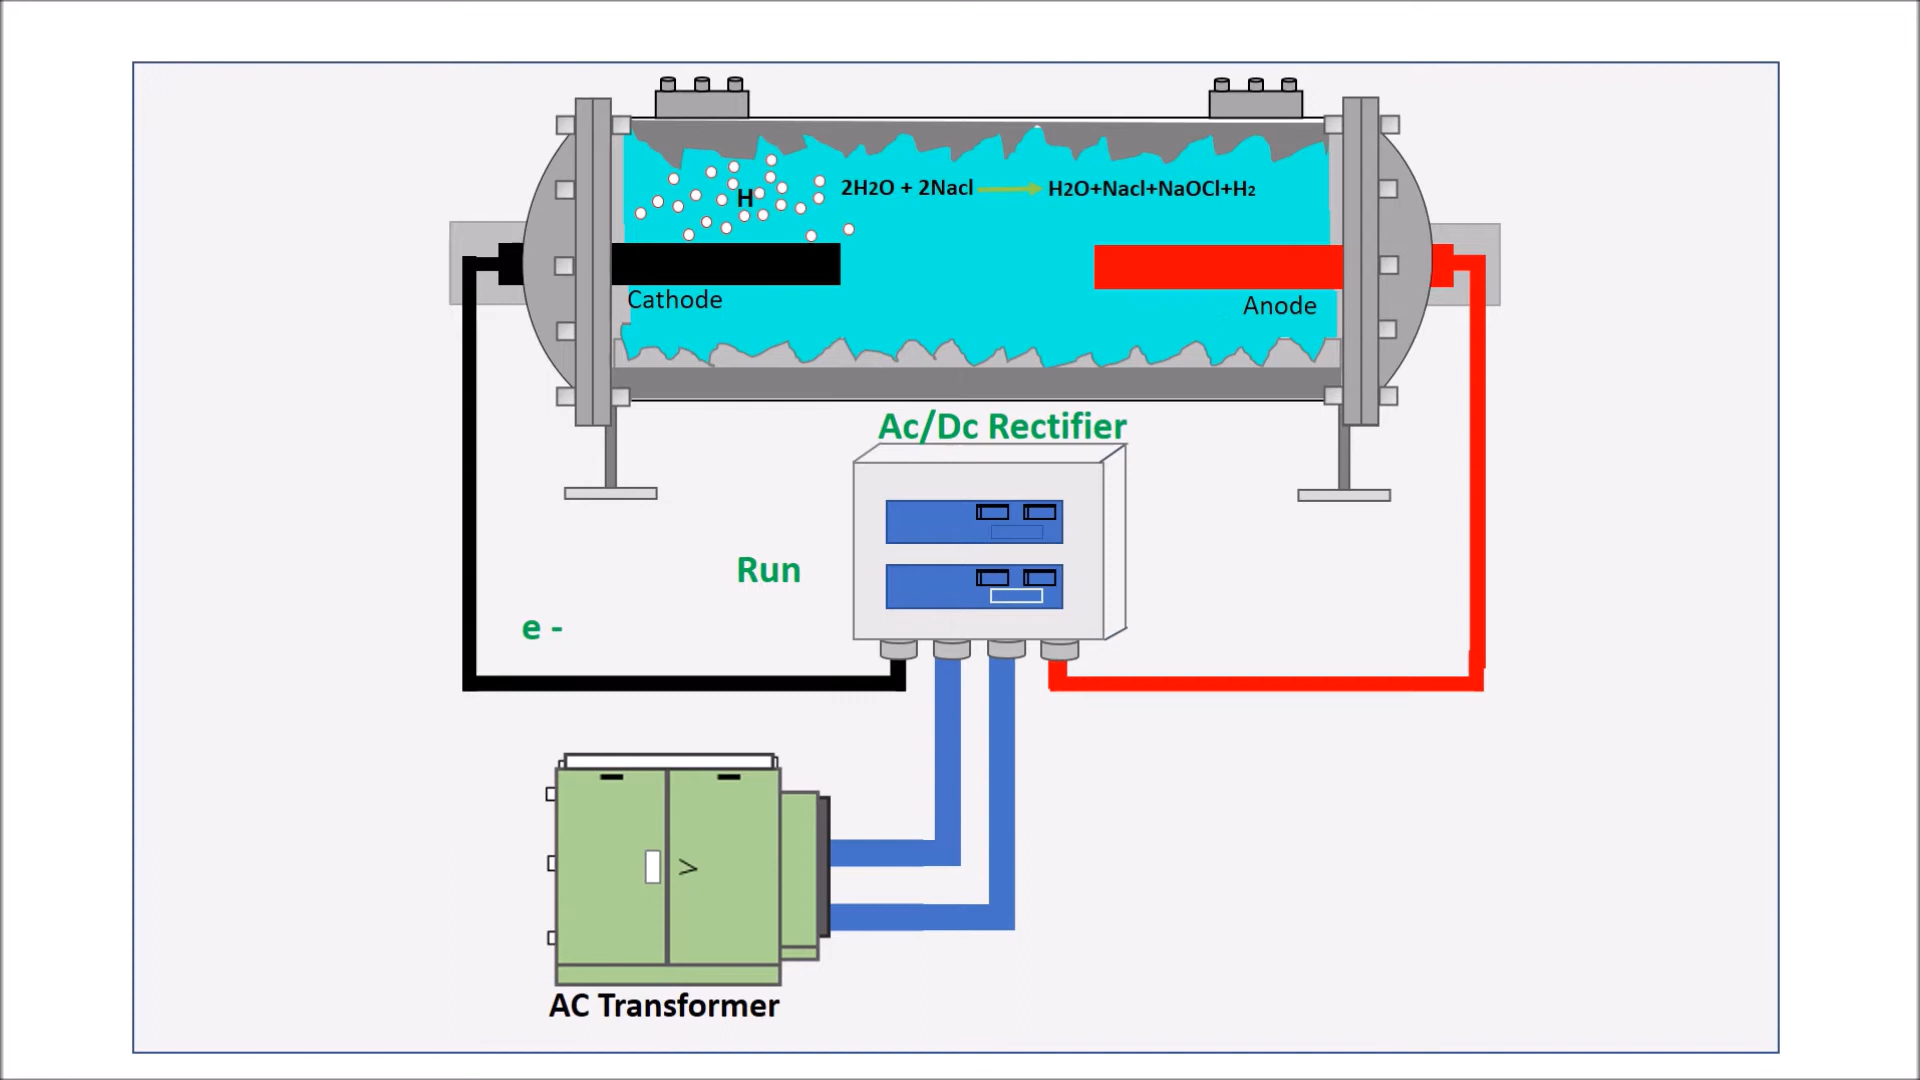 H
2H2O + 2Nacl
H2O+Nacl+NaOCl+H2
Cathode
Anode
Ac/Dc Rectifier
Run
e -
>
AC Transformer